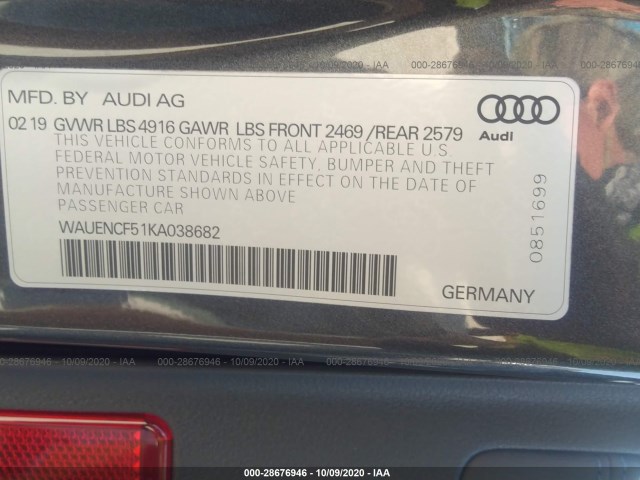 000-28676946 - 10/09/2020 - IAA
MFD. BY AUDI AG
Audi
02 19 GVWR LBS 4916 GAWR LBS FRONT 2469 /REAR 2579
THIS VEHICLE CONFORMS TO ALL APPLICABLE U.S.
FEDERAL MOTOR VEHICLE SAFETY, BUMPER AND THEFT
PREVENTION STANDARDS IN EFFECT ON THE DATE OF
MANUFACTURE SHOWN ABOVE
PASSENGER CAR
0851699
WAUENCF51KA038682
GERMANY
000-28676946 - 10/09/2020 - IAA
000-28676946 - 10/09/2020 - IAA